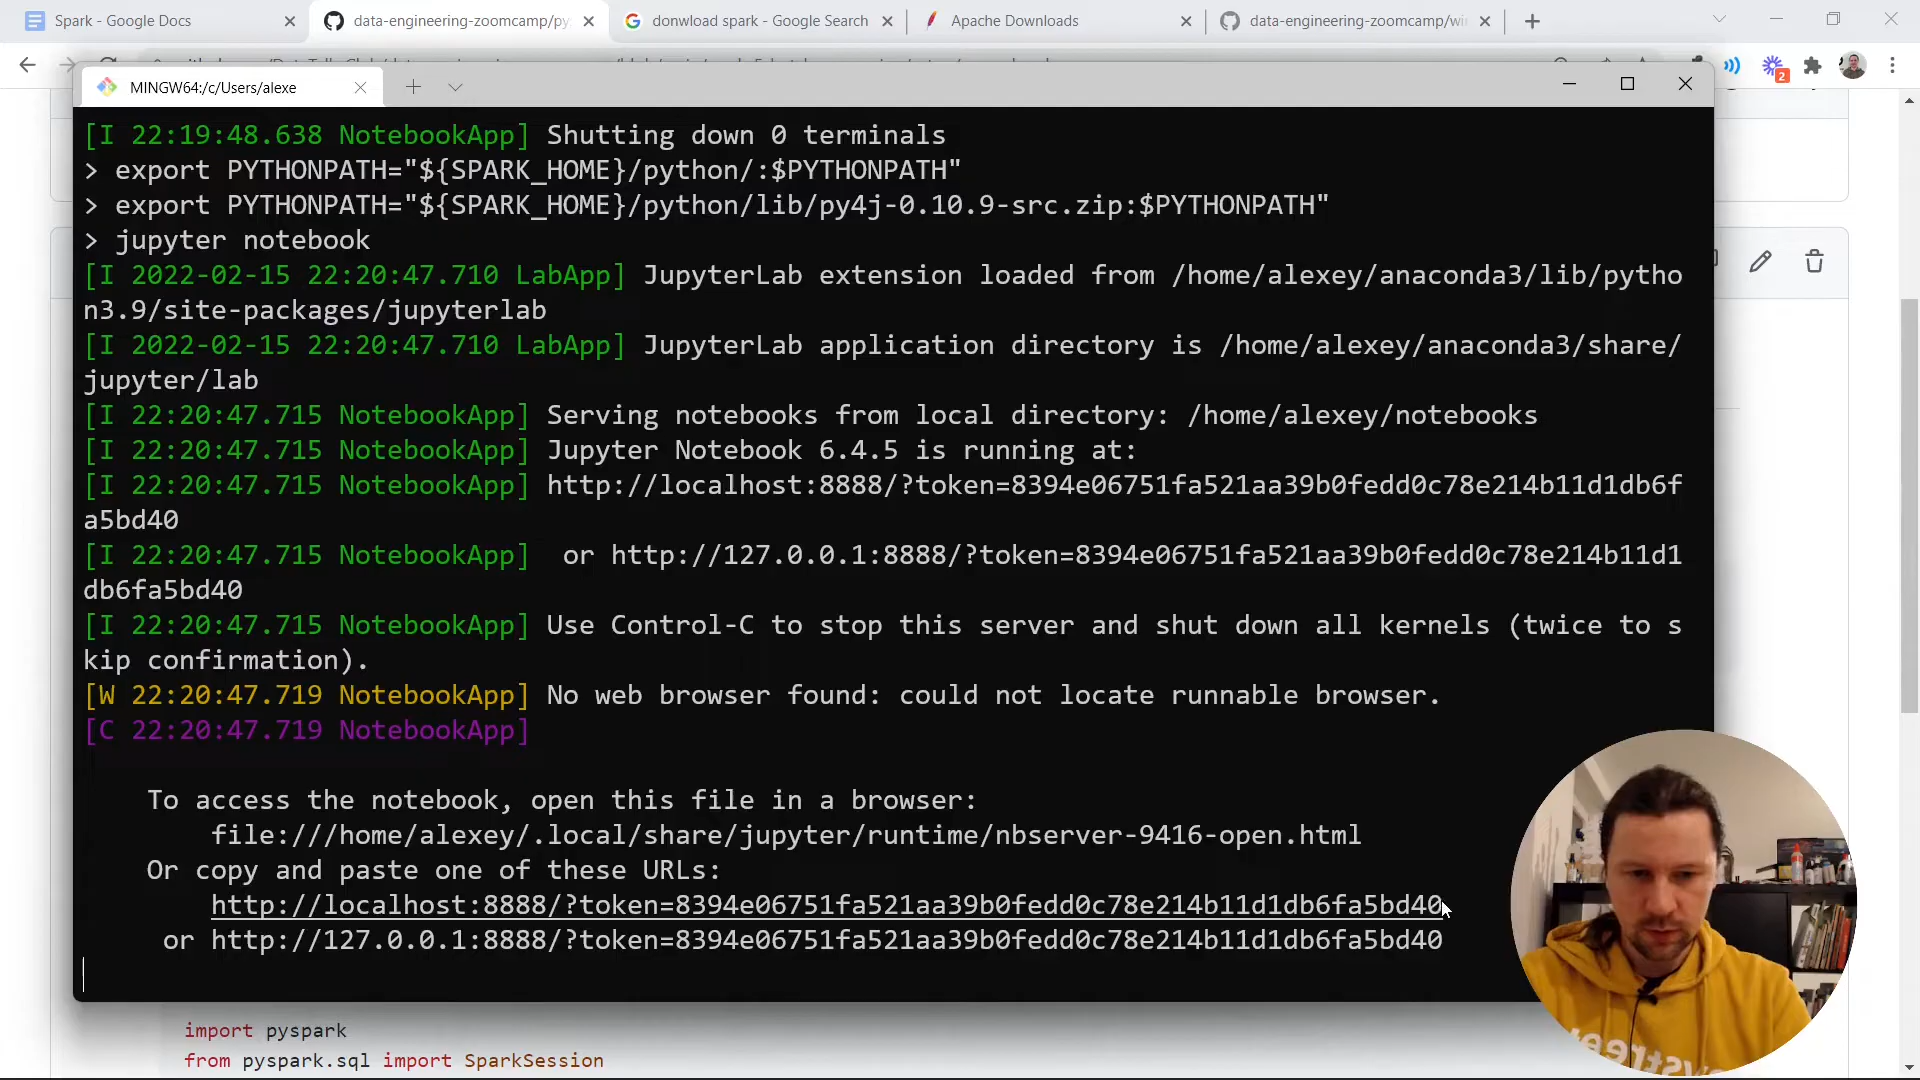 Spark - Google Docs
data-engineering-zoomcamp/py
donwload spark - Google Search
Apache Downloads
data-engineering-zoomcamp/wi
2
MINGW64:/c/Users/alexe
[I 22:19:48.638 NotebookApp] Shutting down 0 terminals
> export PYTHONPATH="${SPARK_HOME}/python/:$PYTHONPATH"
> export PYTHONPATH="${SPARK_HOME}/python/lib/py4j-0.10.9-src.zip:$PYTHONPATH"
> jupyter notebook
[I 2022-02-15 22:20:47.710 LabApp] JupyterLab extension loaded from /home/alexey/anaconda3/lib/pytho
n3.9/site-packages/jupyterlab
[I 2022-02-15 22:20:47.710 LabApp] JupyterLab application directory is /home/alexey/anaconda3/share/
jupyter/lab
[I 22:20:47.715 NotebookApp] Serving notebooks from local directory: /home/alexey/notebooks
[I 22:20:47.715 NotebookApp] Jupyter Notebook 6.4.5 is running at:
[I 22:20:47.715 NotebookApp] http://localhost:8888/?token=8394e06751fa521aa39b0fedd0c78e214b11d1db6f
a5bd40
[I 22:20:47.715 NotebookApp]  or http://127.0.0.1:8888/?token=8394e06751fa521aa39b0fedd0c78e214b11d1
db6fa5bd40
[I 22:20:47.715 NotebookApp] Use Control-C to stop this server and shut down all kernels (twice to s
kip confirmation).
[W 22:20:47.719 NotebookApp] No web browser found: could not locate runnable browser.
[C 22:20:47.719 NotebookApp]
To access the notebook, open this file in a browser:
file:///home/alexey/.local/share/jupyter/runtime/nbserver-9416-open.html
Or copy and paste one of these URLs:
http://localhost:8888/?token=8394e06751fa521aa39b0fedd0c78e214b11d1db6fa5bd40
or http://127.0.0.1:8888/?token=8394e06751fa521aa39b0fedd0c78e214b11d1db6fa5bd40
import pyspark
from pyspark.sql import SparkSession